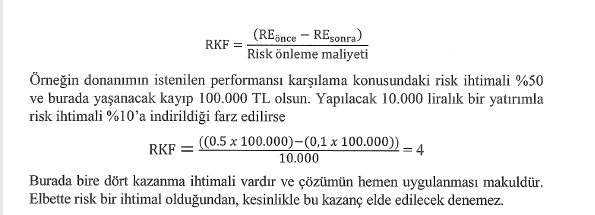 RKF = (REönce − REsonra) / Risk önleme maliyeti
Örneğin donanımın istenilen performansı karşılama konusundaki risk ihtimali %50
ve burada yaşanacak kayıp 100.000 TL olsun. Yapılacak 10.000 liralık bir yatırımla
risk ihtimali %10'a indirildiği farz edilirse
RKF = ((0.5 x 100.000)−(0,1 x 100.000)) / 10.000 = 4
Burada bire dört kazanma ihtimali vardır ve çözümün hemen uygulanması makuldür.
Elbette risk bir ihtimal olduğundan, kesinlikle bu kazanç elde edilecek denemez.